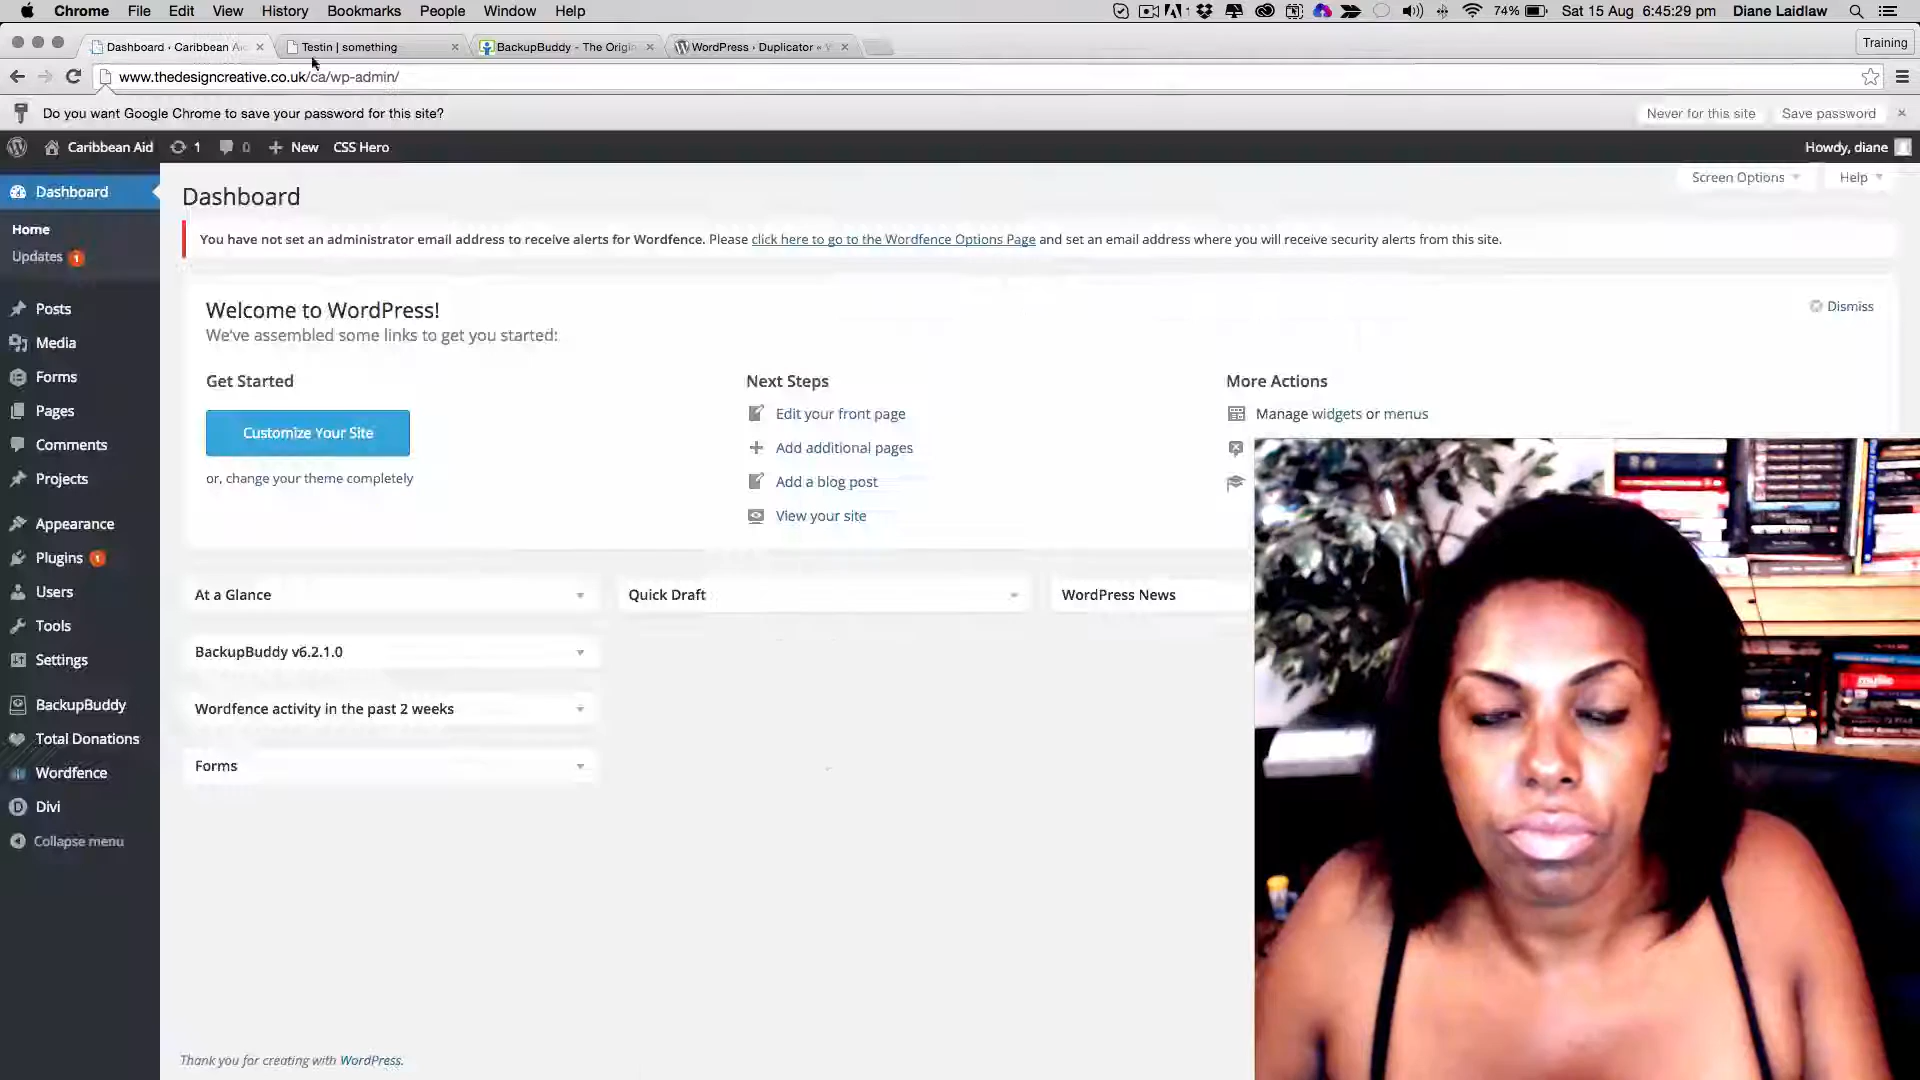 Chrome File Edit View History Bookmarks People Window Help 74% Sat 15 Aug 6:45:29 pm Diane Laidlaw
Dashboard ‹ Caribbean Ai Testin | something BackupBuddy - The Origin WordPress › Duplicator « Training
www.thedesigncreative.co.uk/ca/wp-admin/
Do you want Google Chrome to save your password for this site? Never for this site Save password
Caribbean Aid 1 0 New CSS Hero Howdy, diane
Screen Options Help
Dashboard
Home
Updates 1
Posts
Media
Forms
Pages
Comments
Projects
Appearance
Plugins 1
Users
Tools
Settings
BackupBuddy
Total Donations
Wordfence
Divi
Collapse menu
Dashboard
You have not set an administrator email address to receive alerts for Wordfence. Please click here to go to the Wordfence Options Page and set an email address where you will receive security alerts from this site.
Welcome to WordPress!
Dismiss
We've assembled some links to get you started:
Get Started
Customize Your Site
or, change your theme completely
Next Steps
Edit your front page
Add additional pages
Add a blog post
View your site
More Actions
Manage widgets or menus
At a Glance
Quick Draft
WordPress News
BackupBuddy v6.2.1.0
Wordfence activity in the past 2 weeks
Forms
Thank you for creating with WordPress.